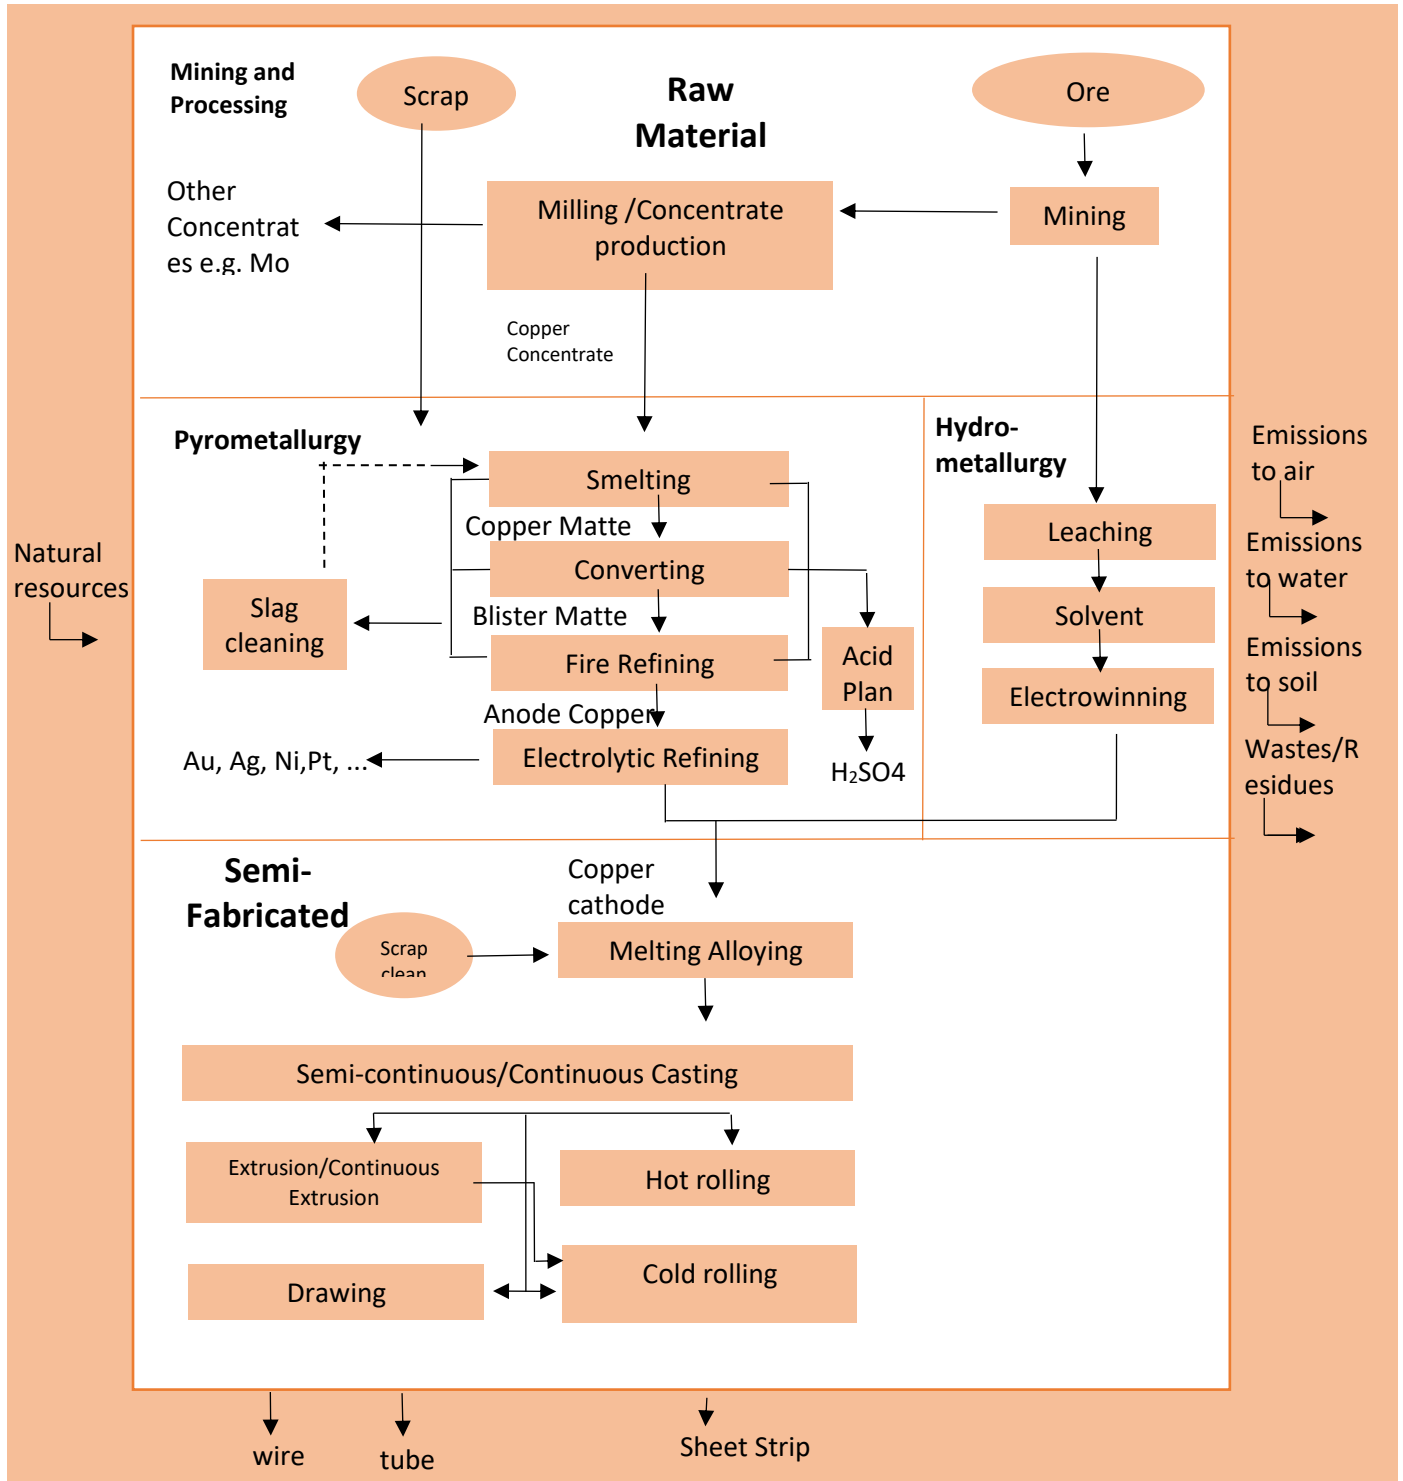 Mining and
Processing
Scrap
Raw
Material
Ore
Other
Concentrat
es e.g. Mo
Milling /Concentrate
production
Mining
Copper
Concentrate
Pyrometallurgy
Hydro-
metallurgy
Smelting
Copper Matte
Converting
Blister Matte
Slag
cleaning
Fire Refining
Acid
Plan
Anode Copper
Electrolytic Refining
Au, Ag, Ni,Pt, ...
H₂SO4
Leaching
Solvent
Electrowinning
Natural
resources
Emissions
to air
Emissions
to water
Emissions
to soil
Wastes/R
esidues
Semi-
Fabricated
Copper
cathode
Scrap
clean
Melting Alloying
Semi-continuous/Continuous Casting
Extrusion/Continuous
Extrusion
Hot rolling
Drawing
Cold rolling
wire
tube
Sheet Strip